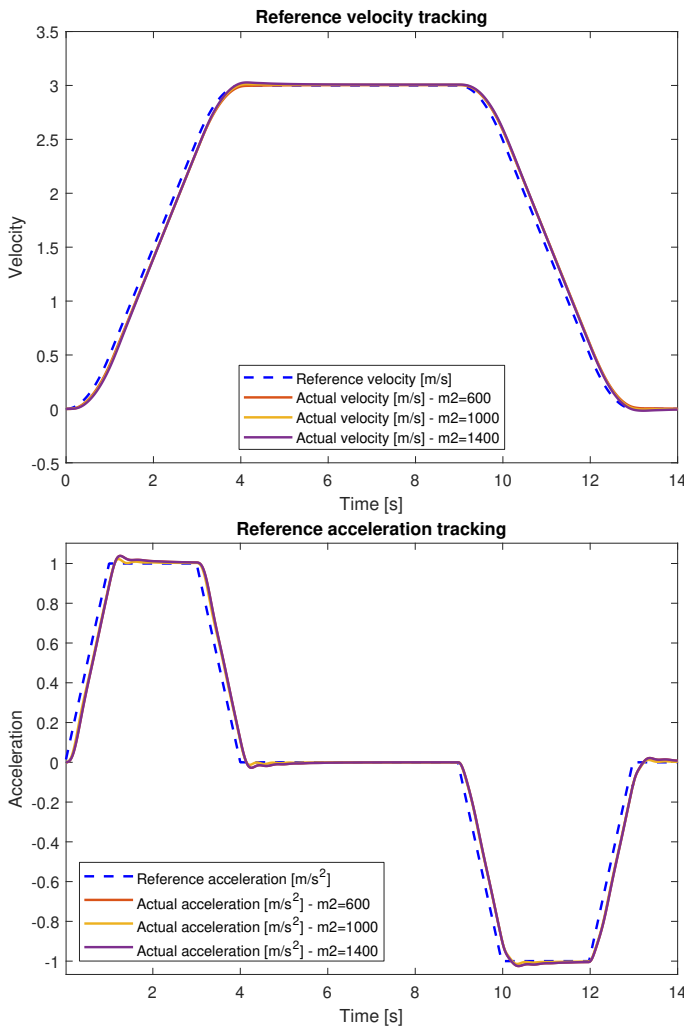 Reference velocity tracking
3.5
3
2.5
2
1.5
1
0.5
0
-0.5
Velocity
Reference velocity [m/s]
Actual velocity [m/s] - m2=600
Actual velocity [m/s] - m2=1000
Actual velocity [m/s] - m2=1400
0 2 4 6 8 10 12 14
Time [s]
Reference acceleration tracking
1
0.8
0.6
0.4
0.2
0
-0.2
-0.4
-0.6
-0.8
-1
Acceleration
Reference acceleration [m/s²]
Actual acceleration [m/s²] - m2=600
Actual acceleration [m/s²] - m2=1000
Actual acceleration [m/s²] - m2=1400
2 4 6 8 10 12 14
Time [s]